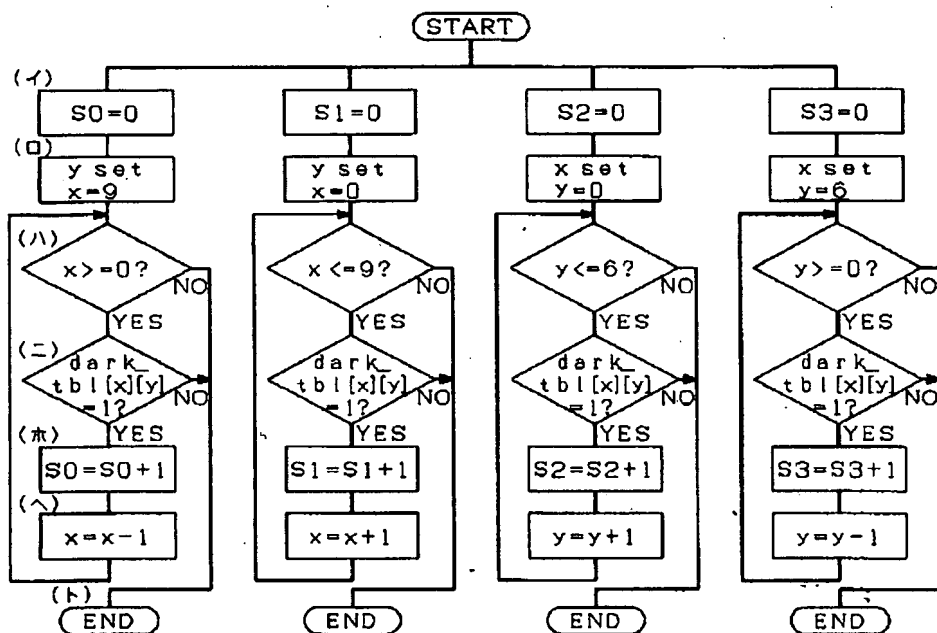 START
(イ)
S0=0
S1=0
S2=0
S3=0
(ロ)
y set
x=9
y set
x=0
x set
y=0
x set
y=6
(ハ)
x>=0?
NO
YES
x<=9?
NO
YES
y<=6?
NO
YES
y>=0?
NO
YES
(ニ)
dark_
tbl[x][y]
=1?
NO
YES
dark_
tbl[x][y]
=1?
NO
YES
dark_
tbl[x][y]
=1?
NO
YES
dark_
tbl[x][y]
=1?
NO
YES
(ホ)
S0=S0+1
S1=S1+1
S2=S2+1
S3=S3+1
(ヘ)
x=x-1
x=x+1
y=y+1
y=y-1
(ト)
END
END
END
END